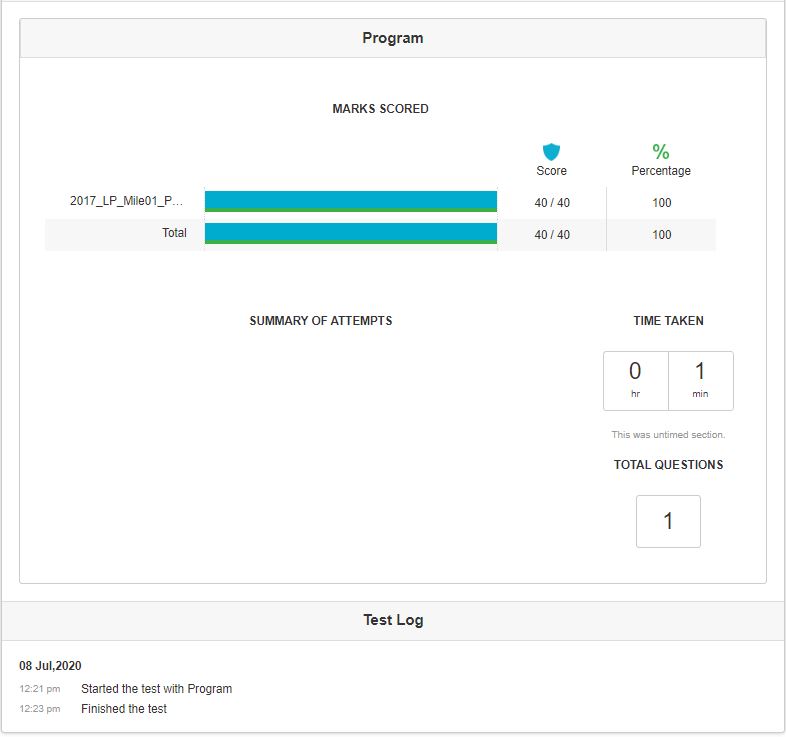 Program
MARKS SCORED
%
Score Percentage
2017_LP_Mile01_P... 40 / 40 100
Total 40 / 40 100
SUMMARY OF ATTEMPTS
TIME TAKEN
0 1
hr min
This was untimed section.
TOTAL QUESTIONS
1
Test Log
08 Jul,2020
12:21 pm Started the test with Program
12:23 pm Finished the test